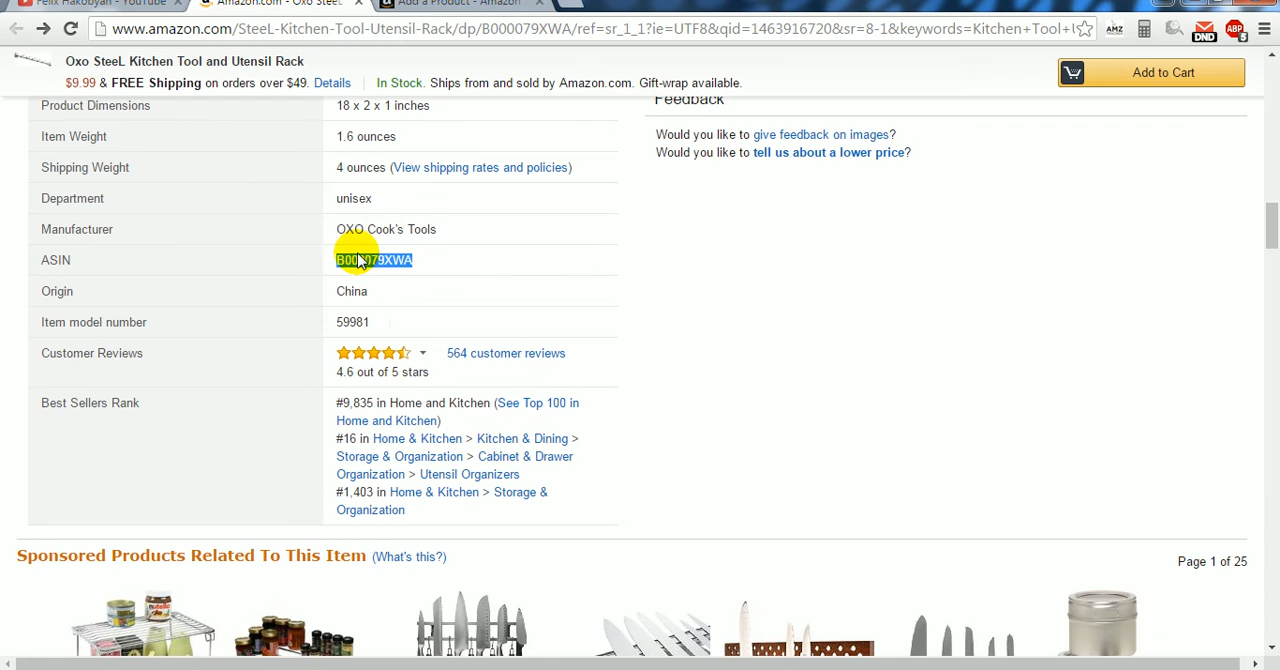 Felix Hakobyan - YouTube
Amazon.com - Oxo Steel
Add a Product - Amazon
www.amazon.com/SteeL-Kitchen-Tool-Utensil-Rack/dp/B000079XWA/ref=sr_1_1?ie=UTF8&qid=1463916720&sr=8-1&keywords=Kitchen+Tool+U
AMZ
DND
ABP
5
Oxo SteeL Kitchen Tool and Utensil Rack
$9.99 & FREE Shipping on orders over $49. Details
In Stock. Ships from and sold by Amazon.com. Gift-wrap available.
Add to Cart
Product Dimensions 18 x 2 x 1 inches
Item Weight 1.6 ounces
Shipping Weight 4 ounces (View shipping rates and policies)
Department unisex
Manufacturer OXO Cook's Tools
ASIN B000079XWA
Origin China
Item model number 59981
Customer Reviews 564 customer reviews
4.6 out of 5 stars
Best Sellers Rank #9,835 in Home and Kitchen (See Top 100 in
Home and Kitchen)
#16 in Home & Kitchen > Kitchen & Dining >
Storage & Organization > Cabinet & Drawer
Organization > Utensil Organizers
#1,403 in Home & Kitchen > Storage &
Organization
Feedback
Would you like to give feedback on images?
Would you like to tell us about a lower price?
Sponsored Products Related To This Item (What's this?)
Page 1 of 25
nutella